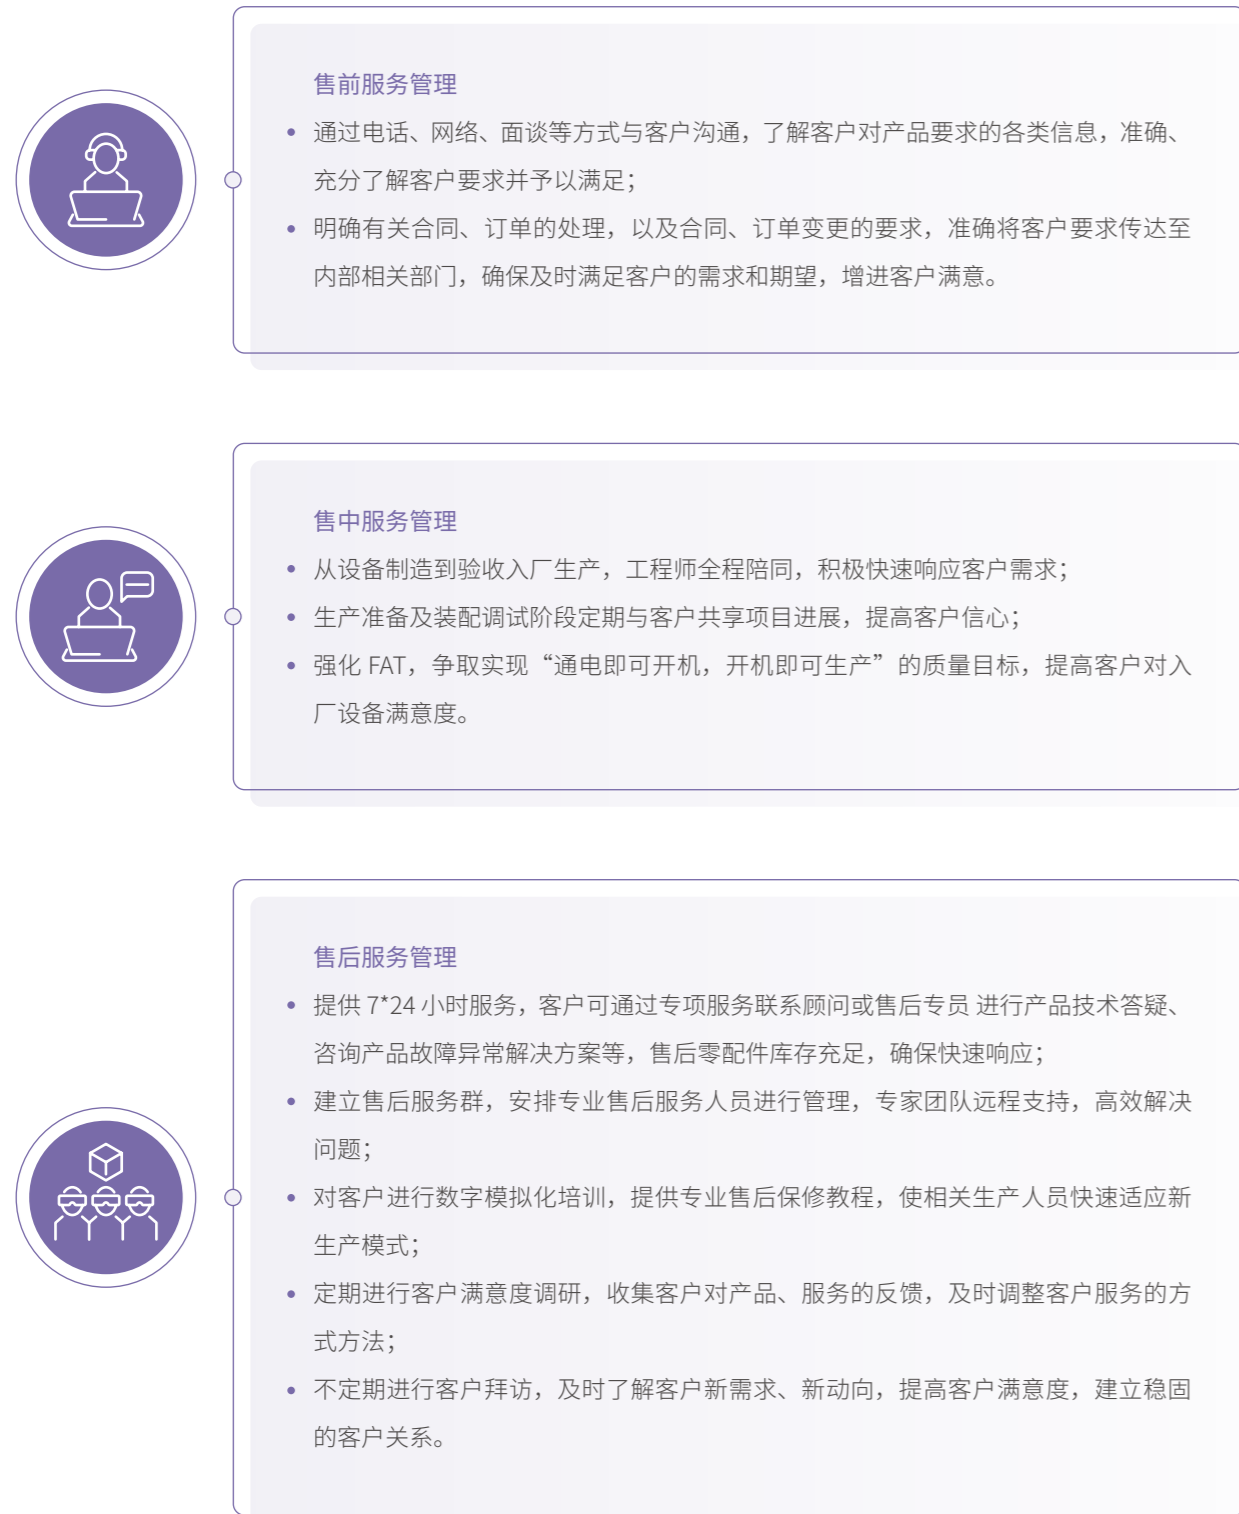 售前服务管理
• 通过电话、网络、面谈等方式与客户沟通，了解客户对产品要求的各类信息，准确、
充分了解客户要求并予以满足；
• 明确有关合同、订单的处理，以及合同、订单变更的要求，准确将客户要求传达至
内部相关部门，确保及时满足客户的需求和期望，增进客户满意。
售中服务管理
• 从设备制造到验收入厂生产，工程师全程陪同，积极快速响应客户需求；
• 生产准备及装配调试阶段定期与客户共享项目进展，提高客户信心；
• 强化 FAT，争取实现“通电即可开机，开机即可生产”的质量目标，提高客户对入
厂设备满意度。
售后服务管理
• 提供 7*24 小时服务，客户可通过专项服务联系顾问或售后专员 进行产品技术答疑、
咨询产品故障异常解决方案等，售后零配件库存充足，确保快速响应；
• 建立售后服务群，安排专业售后服务人员进行管理，专家团队远程支持，高效解决
问题；
• 对客户进行数字模拟化培训，提供专业售后保修教程，使相关生产人员快速适应新
生产模式；
• 定期进行客户满意度调研，收集客户对产品、服务的反馈，及时调整客户服务的方
式方法；
• 不定期进行客户拜访，及时了解客户新需求、新动向，提高客户满意度，建立稳固
的客户关系。